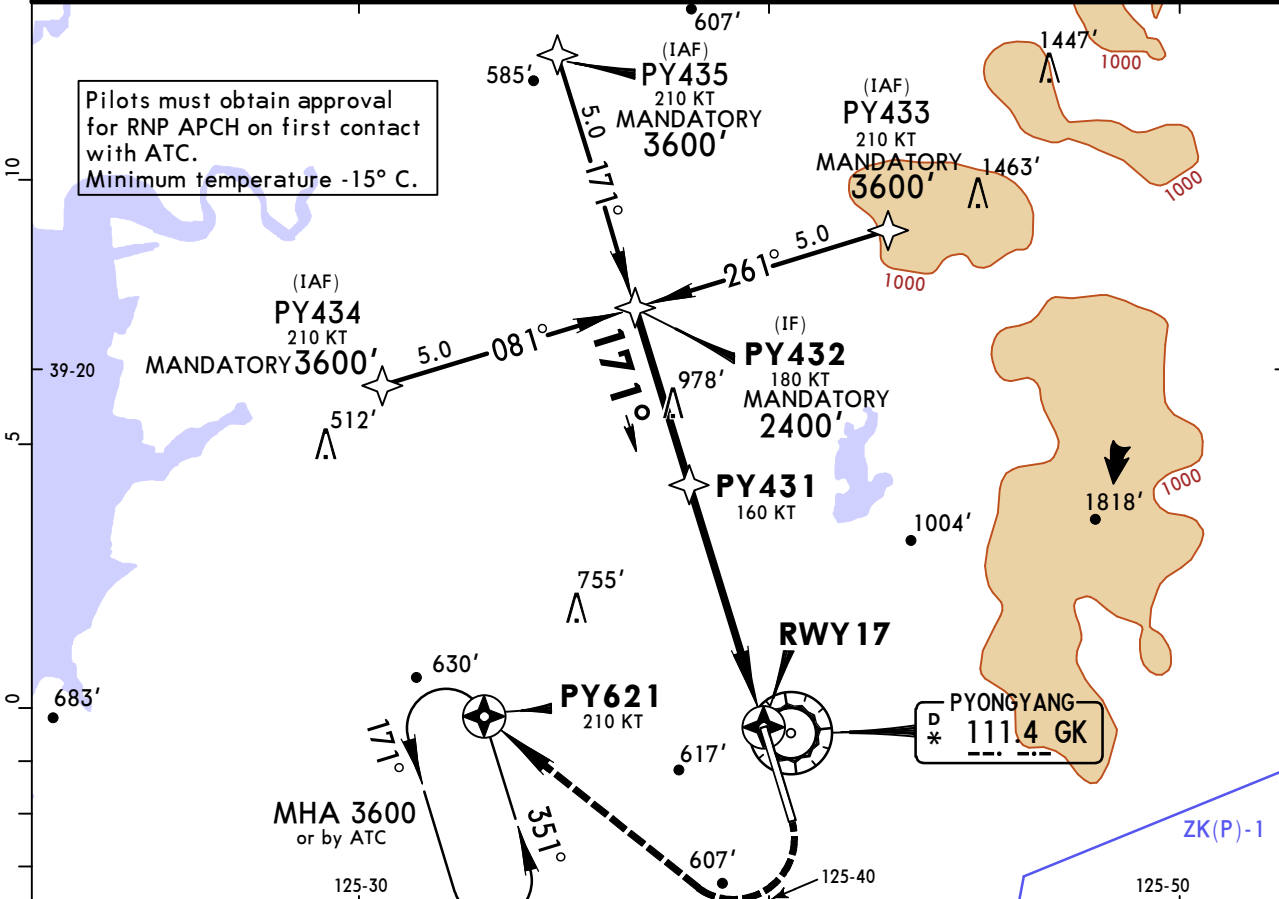 607'
(IAF)
PY435
210 KT
MANDATORY
3600'
585'
1447'
1000
(IAF)
PY433
210 KT
MANDATORY
3600'
1463'
1000
1000
Pilots must obtain approval
for RNP APCH on first contact
with ATC.
Minimum temperature -15° C.
10
5.0
171°
261°
5.0
(IAF)
PY434
210 KT
MANDATORY 3600'
5.0
081°
39-20
512'
5
171°
(IF)
PY432
180 KT
MANDATORY
2400'
978'
PY431
160 KT
1004'
1818'
1000
755'
RWY17
630'
683'
0
PY621
210 KT
617'
PYONGYANG
D
* 111.4 GK
171°
351°
MHA 3600
or by ATC
607'
ZK(P)-1
125-30
125-40
125-50